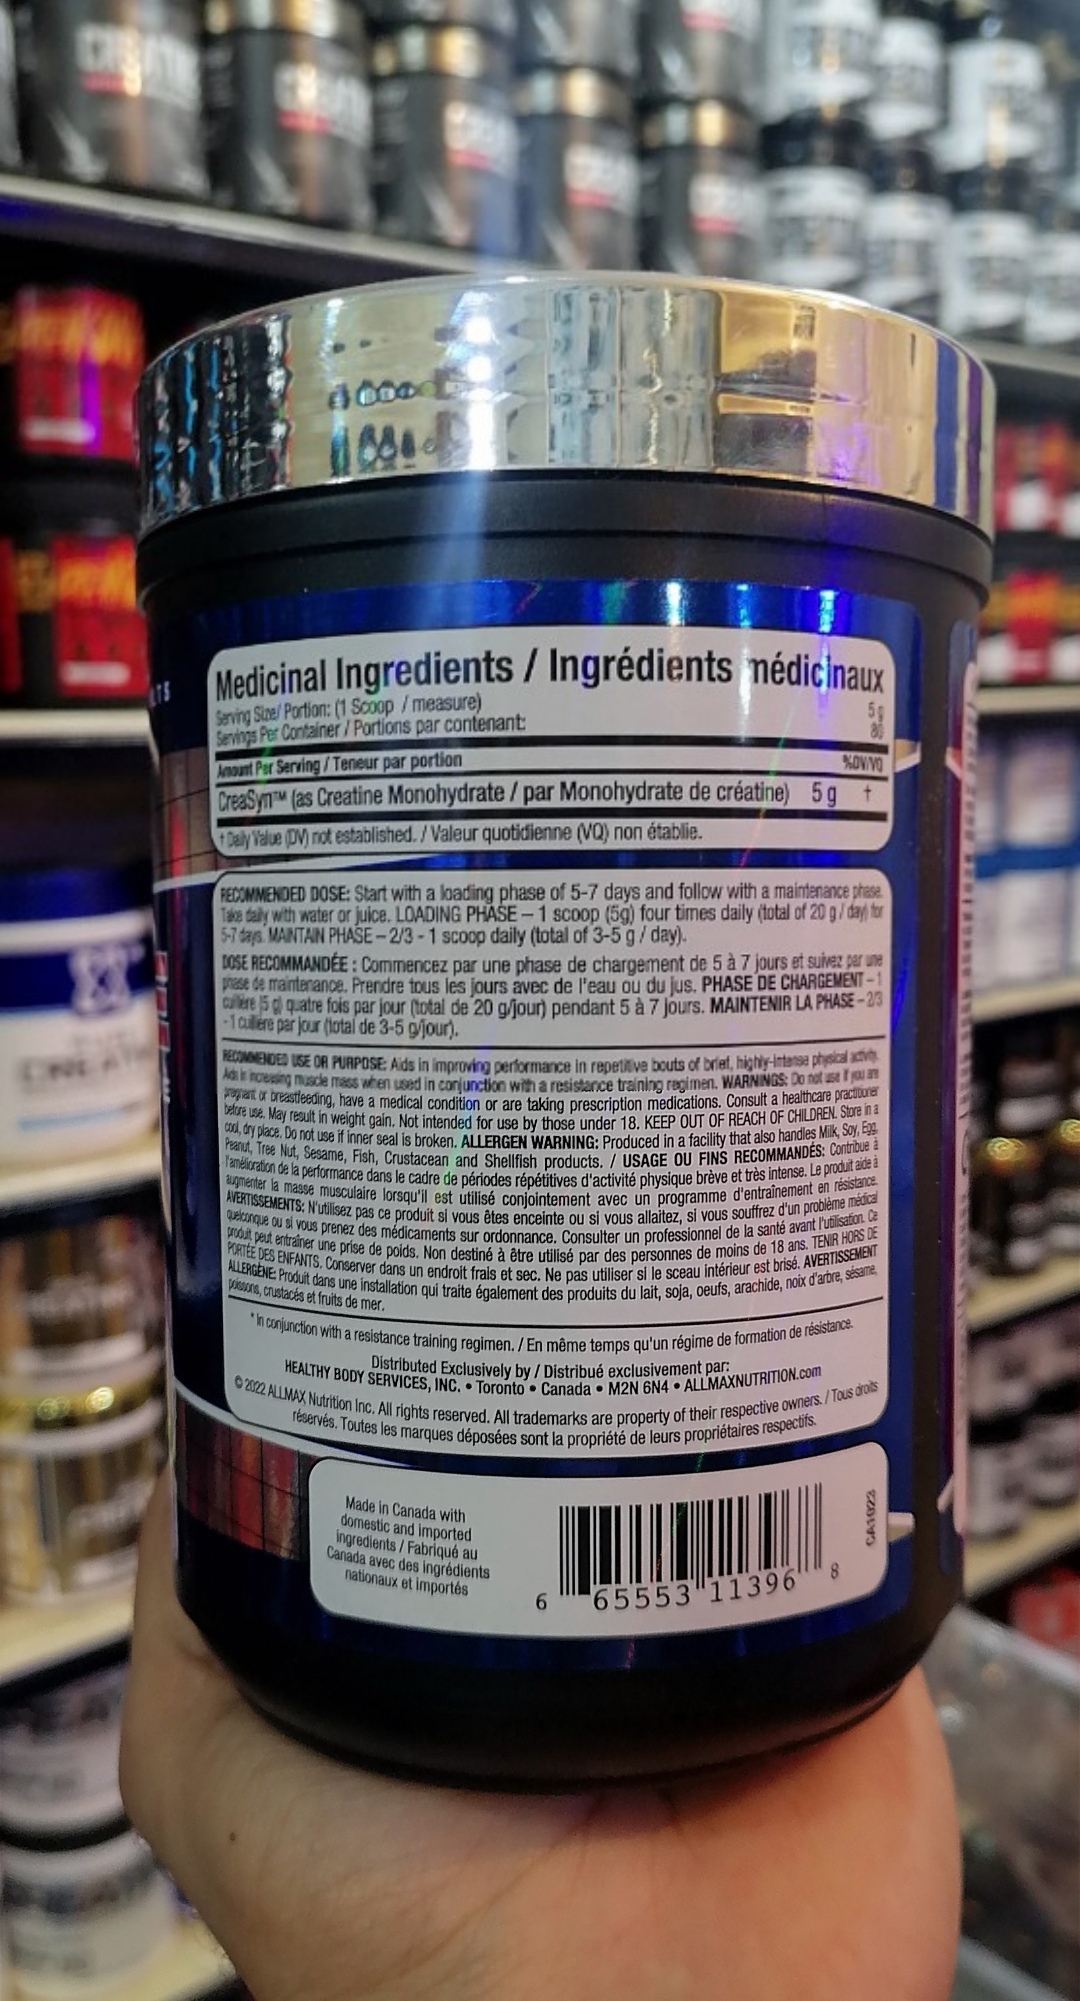 Medicinal Ingredients / Ingrédients médicinaux
Serving Size/ Portion: (1 Scoop / measure) 5 g
Servings Per Container / Portions par contenant: 80
Amount Per Serving / Teneur par portion %DV/VQ
CreaSyn™ (as Creatine Monohydrate / par Monohydrate de créatine) 5 g †
† Daily Value (DV) not established. / Valeur quotidienne (VQ) non établie.
RECOMMENDED DOSE: Start with a loading phase of 5-7 days and follow with a maintenance phase.
Take daily with water or juice. LOADING PHASE – 1 scoop (5g) four times daily (total of 20 g / day) for
5-7 days. MAINTAIN PHASE – 2/3 - 1 scoop daily (total of 3-5 g / day).
DOSE RECOMMANDÉE : Commencez par une phase de chargement de 5 à 7 jours et suivez par une
phase de maintenance. Prendre tous les jours avec de l'eau ou du jus. PHASE DE CHARGEMENT – 1
cuillère (5 g) quatre fois par jour (total de 20 g/jour) pendant 5 à 7 jours. MAINTENIR LA PHASE – 2/3
- 1 cuillère par jour (total de 3-5 g/jour).
RECOMMENDED USE OR PURPOSE: Aids in improving performance in repetitive bouts of brief, highly-intense physical activity.
Aids in increasing muscle mass when used in conjunction with a resistance training regimen. WARNINGS: Do not use if you are
pregnant or breastfeeding, have a medical condition or are taking prescription medications. Consult a healthcare practitioner
before use. May result in weight gain. Not intended for use by those under 18. KEEP OUT OF REACH OF CHILDREN. Store in a
cool, dry place. Do not use if inner seal is broken. ALLERGEN WARNING: Produced in a facility that also handles Milk, Soy, Egg,
Peanut, Tree Nut, Sesame, Fish, Crustacean and Shellfish products. / USAGE OU FINS RECOMMANDÉS: Contribue à
l'amélioration de la performance dans le cadre de périodes répétitives d'activité physique brève et très intense. Le produit aide à
augmenter la masse musculaire lorsqu'il est utilisé conjointement avec un programme d'entraînement en résistance.
AVERTISSEMENTS: N'utilisez pas ce produit si vous êtes enceinte ou si vous allaitez, si vous souffrez d'un problème médical
quelconque ou si vous prenez des médicaments sur ordonnance. Consulter un professionnel de la santé avant l'utilisation. Ce
produit peut entraîner une prise de poids. Non destiné à être utilisé par des personnes de moins de 18 ans. TENIR HORS DE
PORTÉE DES ENFANTS. Conserver dans un endroit frais et sec. Ne pas utiliser si le sceau intérieur est brisé. AVERTISSEMENT
ALLERGÈNE: Produit dans une installation qui traite également des produits du lait, soja, oeufs, arachide, noix d'arbre, sésame,
poissons, crustacés et fruits de mer.
* In conjunction with a resistance training regimen. / En même temps qu'un régime de formation de résistance.
Distributed Exclusively by / Distribué exclusivement par:
HEALTHY BODY SERVICES, INC. • Toronto • Canada • M2N 6N4 • ALLMAXNUTRITION.com
© 2022 ALLMAX Nutrition Inc. All rights reserved. All trademarks are property of their respective owners. / Tous droits
réservés. Toutes les marques déposées sont la propriété de leurs propriétaires respectifs.
Made in Canada with
domestic and imported
ingredients / Fabriqué au
Canada avec des ingrédients
nationaux et importés
6 65553 11396 8
CA1023